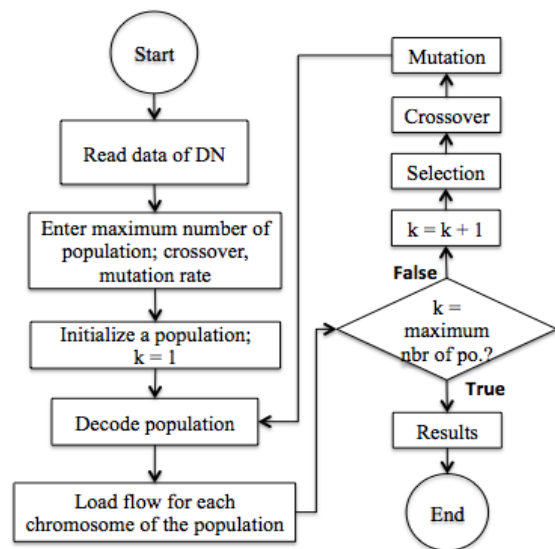 Start
Read data of DN
Enter maximum number of
population; crossover,
mutation rate
Initialize a population;
k = 1
Decode population
Load flow for each
chromosome of the population
k =
maximum
nbr of po.?
False
k = k + 1
Selection
Crossover
Mutation
True
Results
End